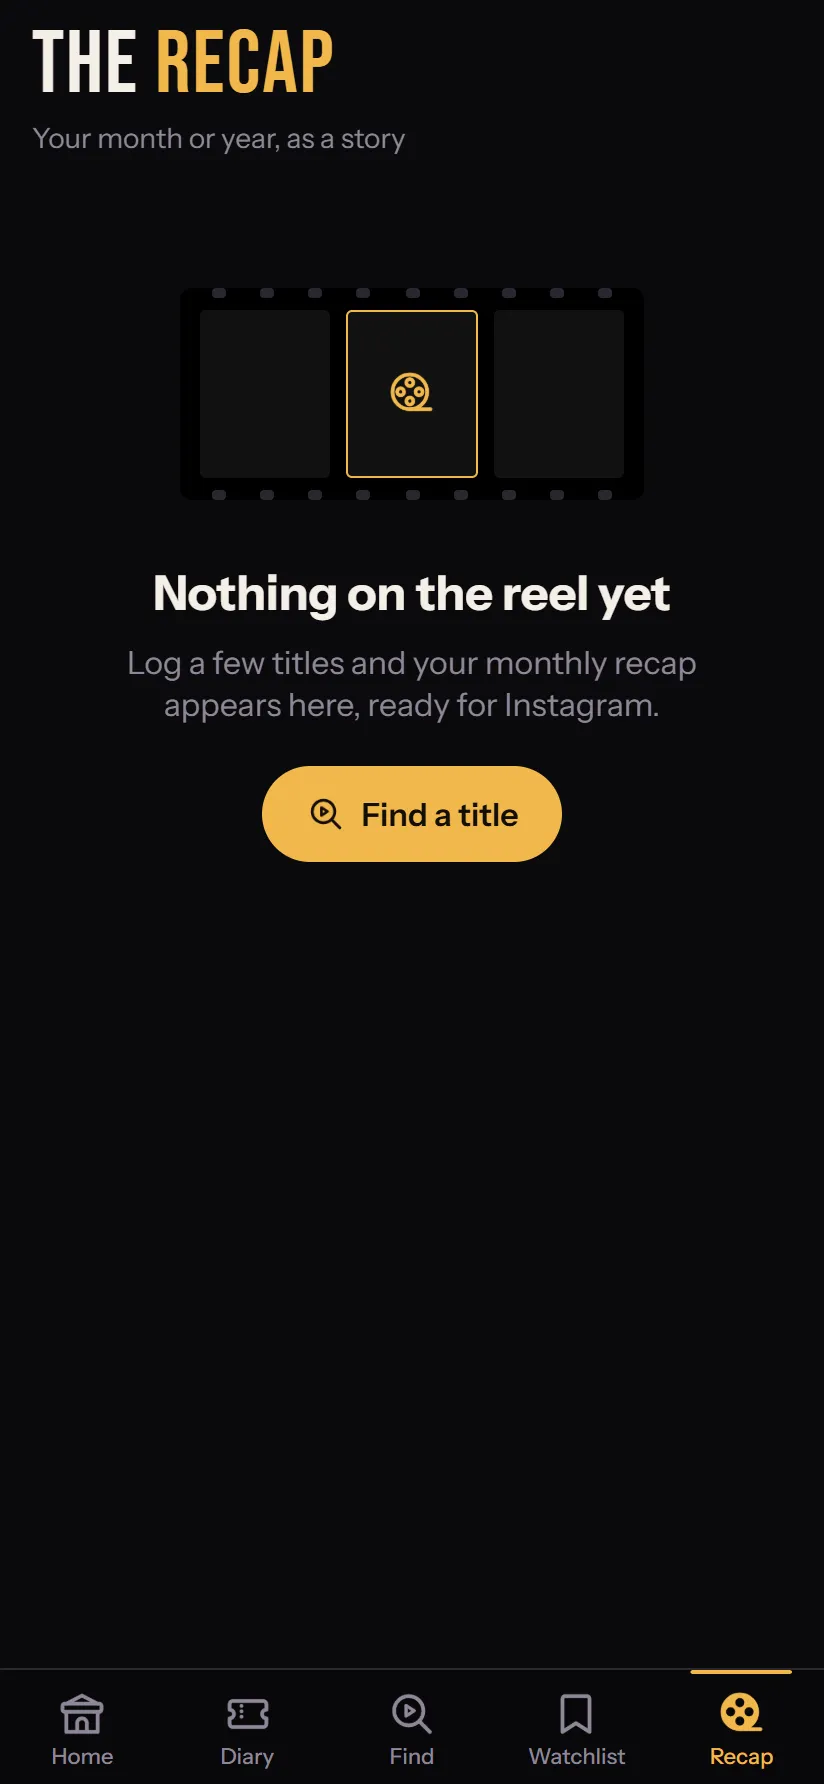 THE RECAP
Your month or year, as a story
Nothing on the reel yet
Log a few titles and your monthly recap
appears here, ready for Instagram.
Find a title
Home
Diary
Find
Watchlist
Recap